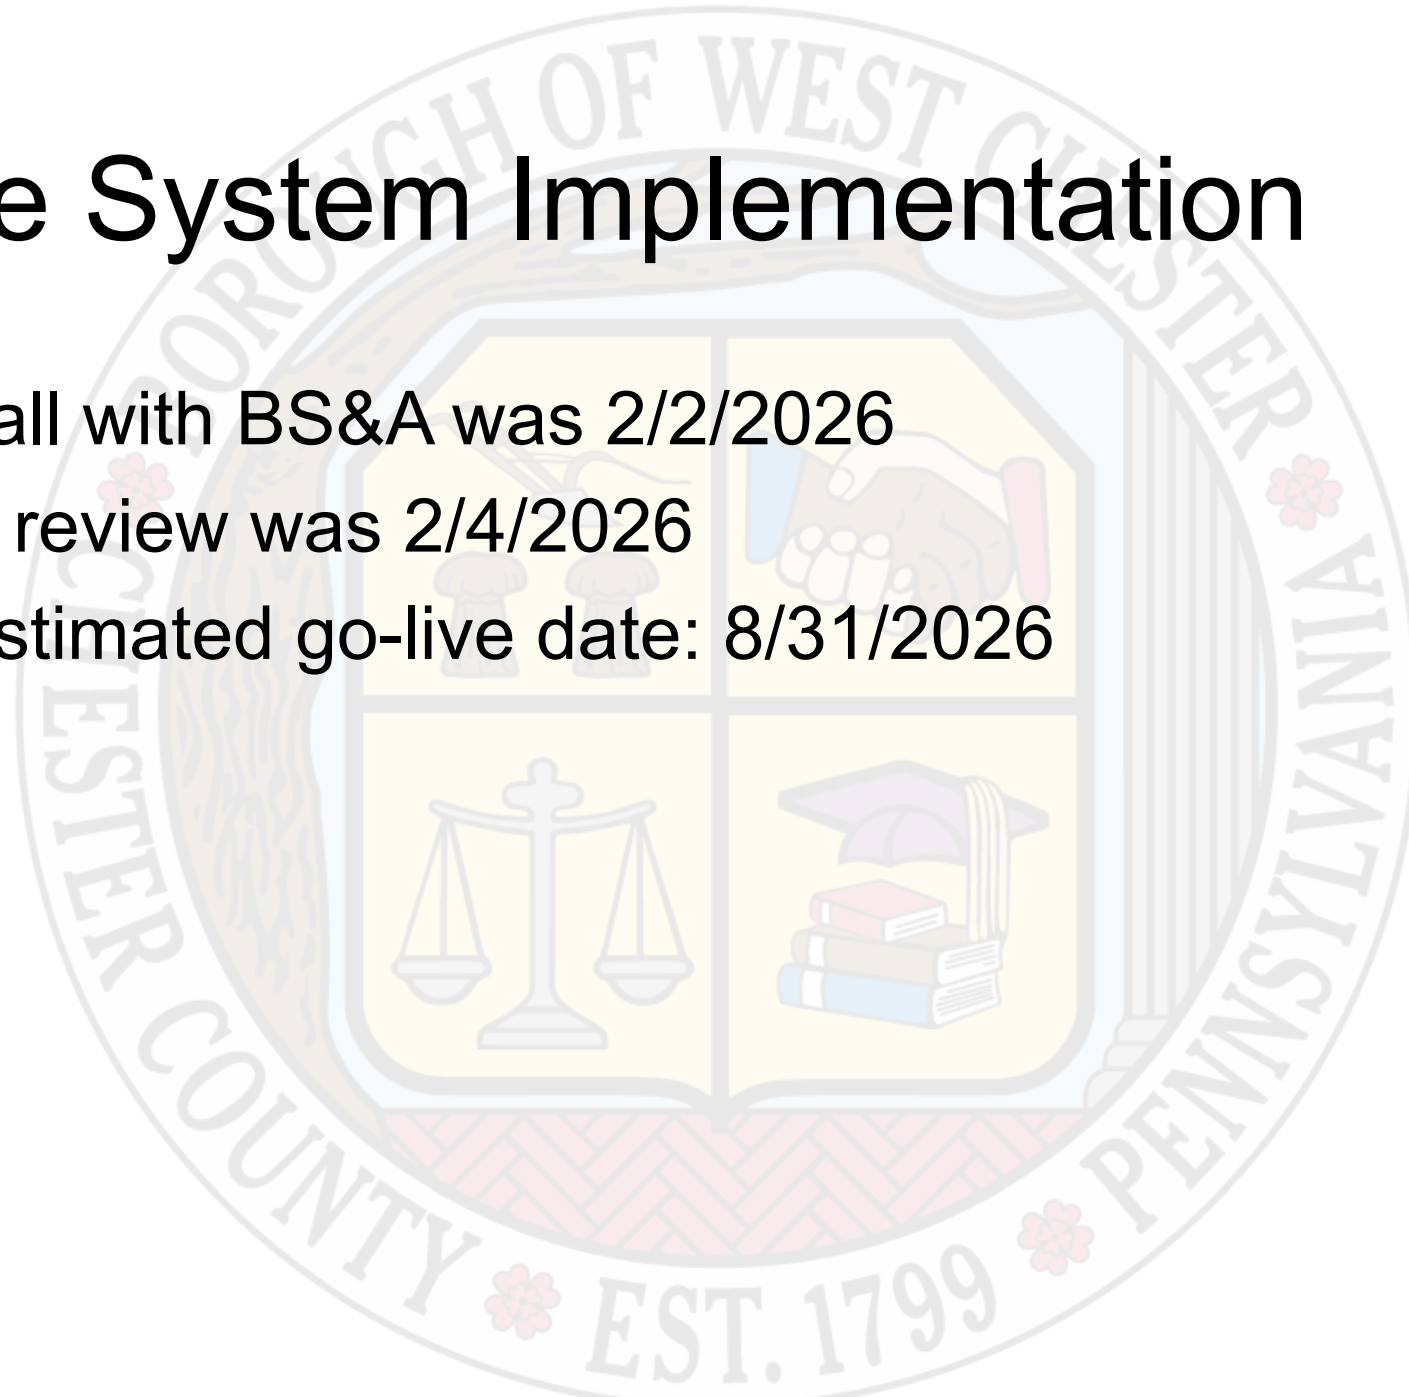 e System Implementation
all with BS&A was 2/2/2026
review was 2/4/2026
stimated go-live date: 8/31/2026
BOROUGH OF WEST CHESTER
CHESTER COUNTY
EST. 1799
PENNSYLVANIA